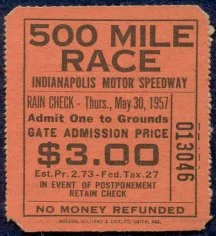 500 MILE
RACE
INDIANAPOLIS MOTOR SPEEDWAY
RAIN CHECK - Thurs., May 30, 1957
Admit One to Grounds
GATE ADMISSION PRICE
$3.00
Est. Pr. 2.73 - Fed. Tax .27
IN EVENT OF POSTPONEMENT
RETAIN CHECK
NO MONEY REFUNDED
013046